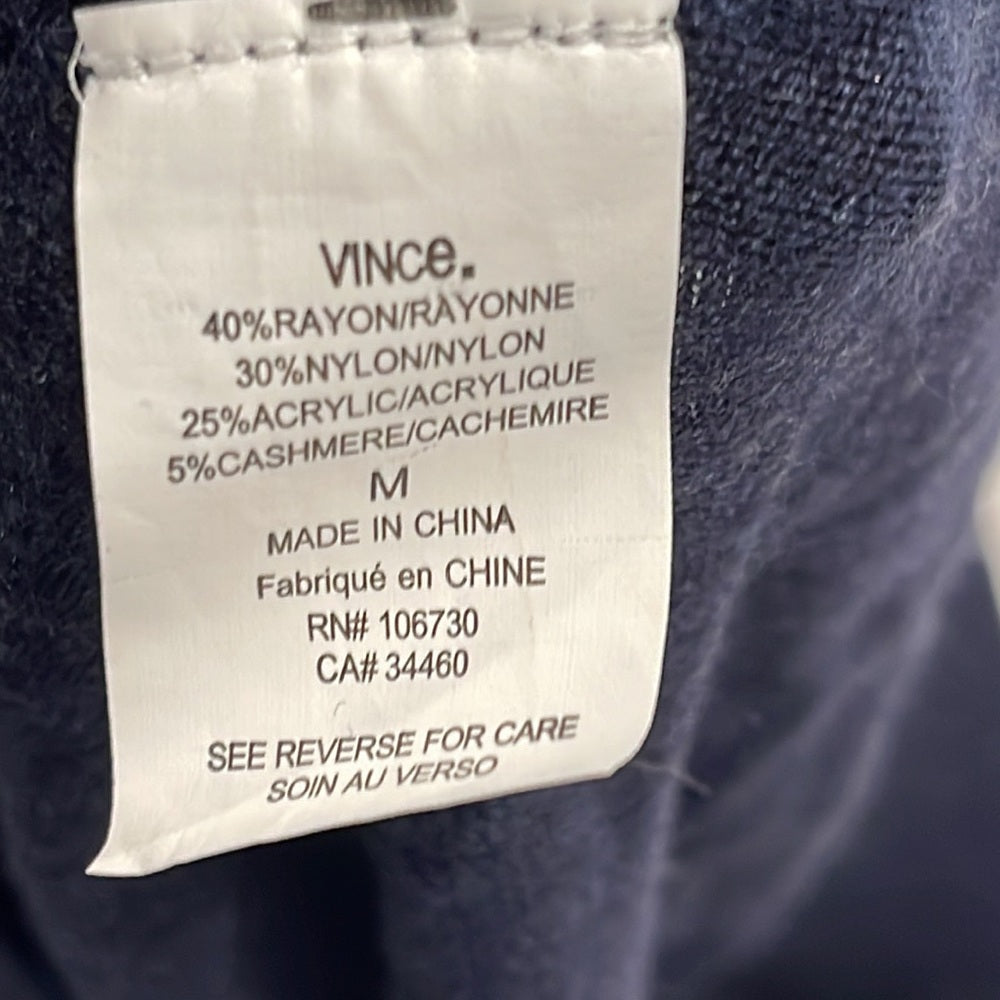 VINCe.
40%RAYON/RAYONNE
30%NYLON/NYLON
25%ACRYLIC/ACRYLIQUE
5%CASHMERE/CACHEMIRE
M
MADE IN CHINA
Fabriqué en CHINE
RN# 106730
CA# 34460
SEE REVERSE FOR CARE
SOIN AU VERSO